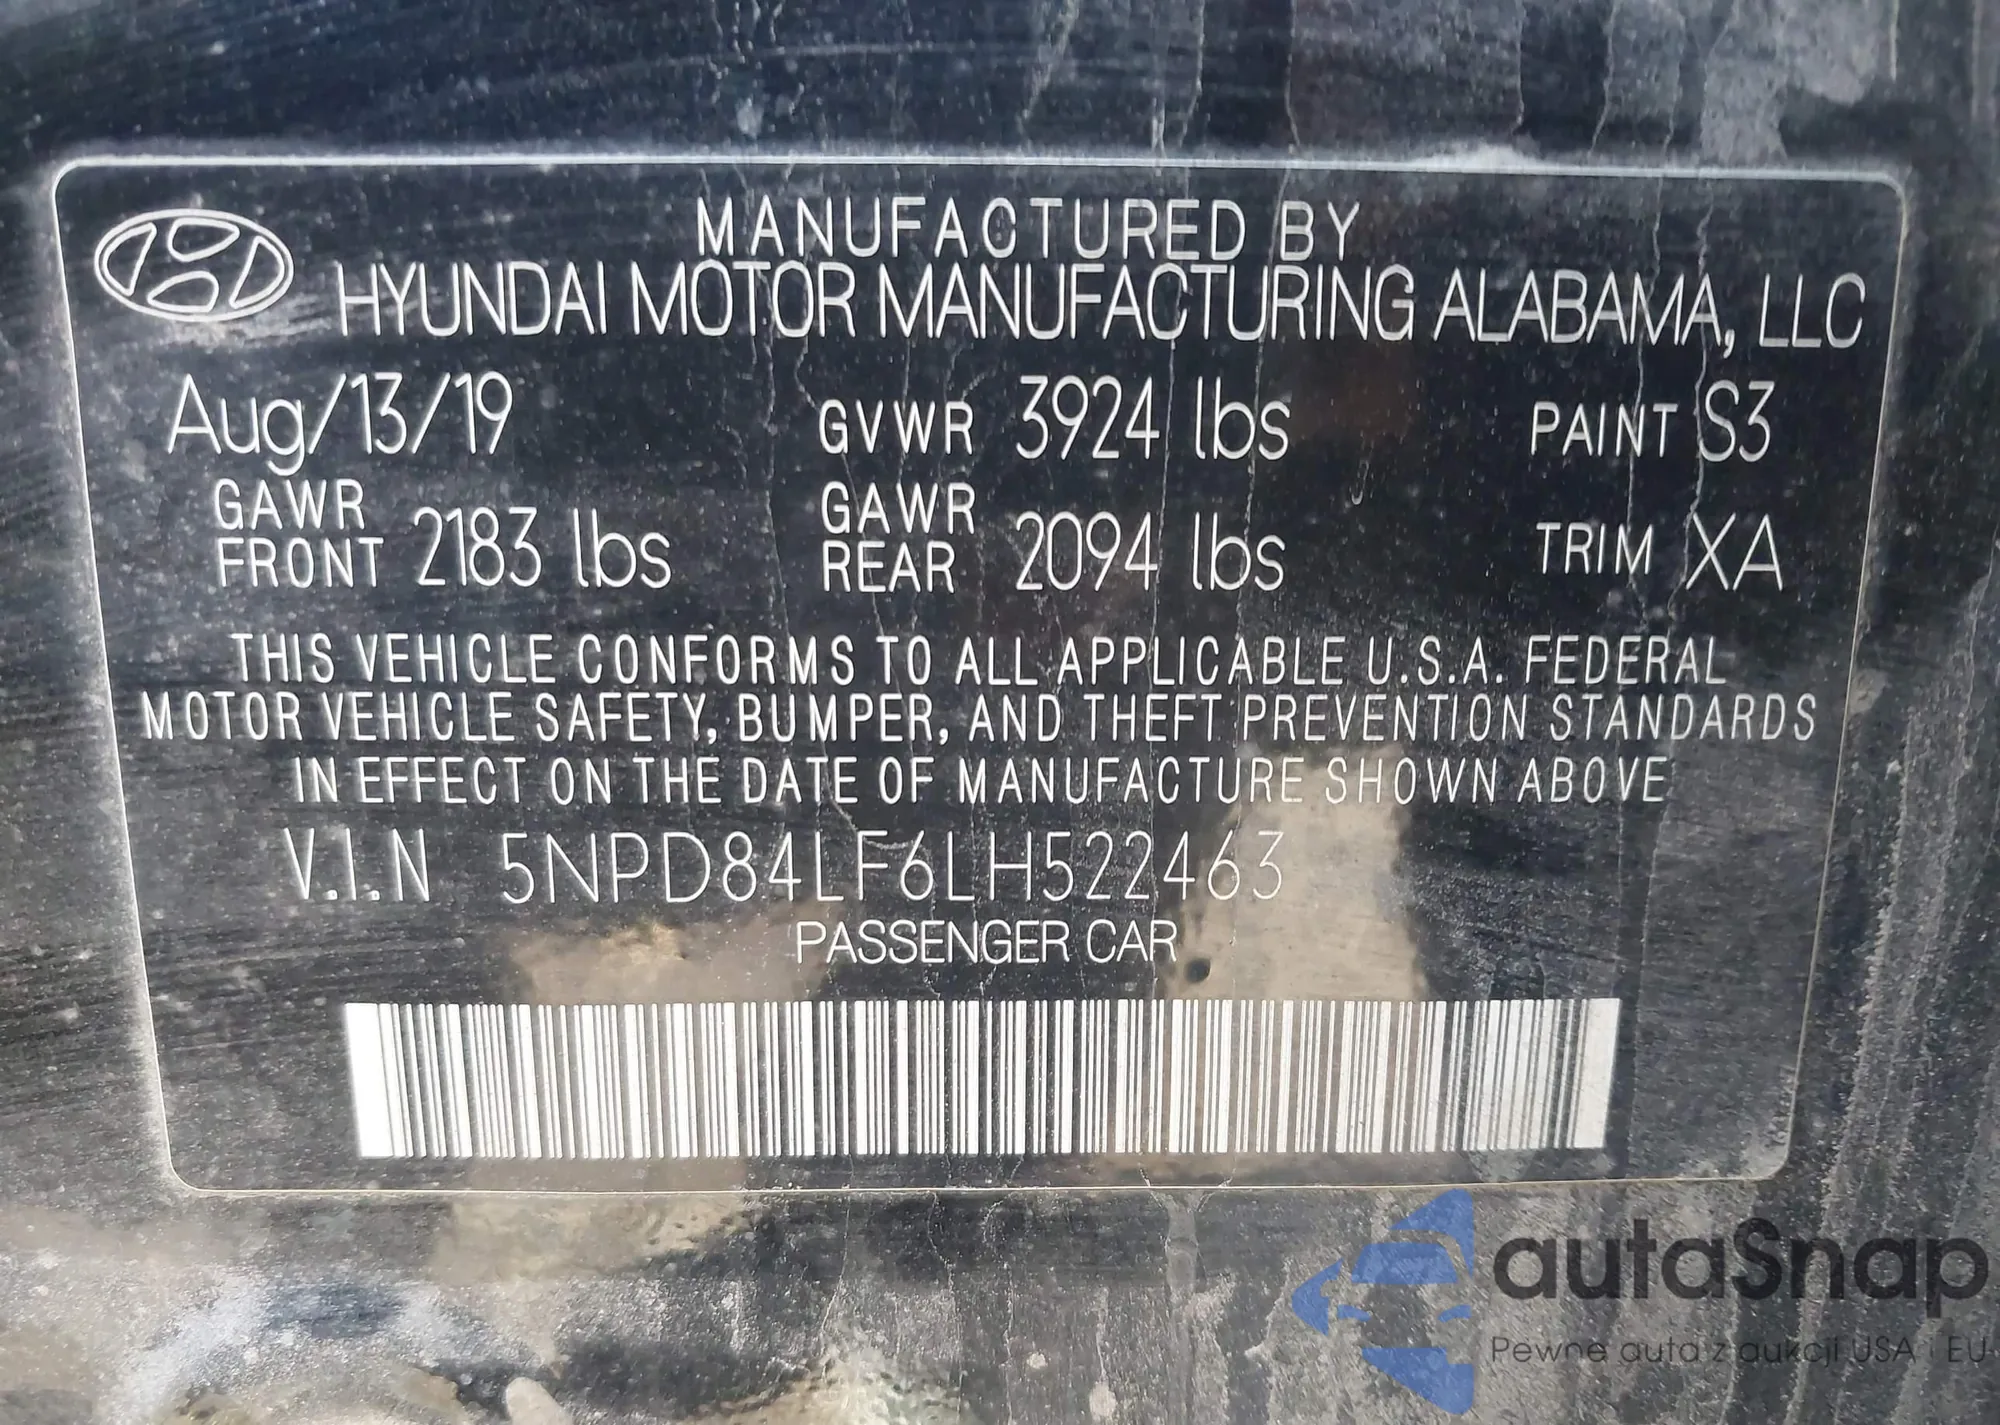 MANUFACTURED BY
HYUNDAI MOTOR MANUFACTURING ALABAMA, LLC
Aug/13/19 GVWR 3924 lbs PAINT S3
GAWR FRONT 2183 lbs GAWR REAR 2094 lbs TRIM XA
THIS VEHICLE CONFORMS TO ALL APPLICABLE U.S.A. FEDERAL
MOTOR VEHICLE SAFETY, BUMPER, AND THEFT PREVENTION STANDARDS
IN EFFECT ON THE DATE OF MANUFACTURE SHOWN ABOVE
V.I.N 5NPD84LF6LH522463
PASSENGER CAR
autaSnap
Pewne auta z aukcji USA i EU